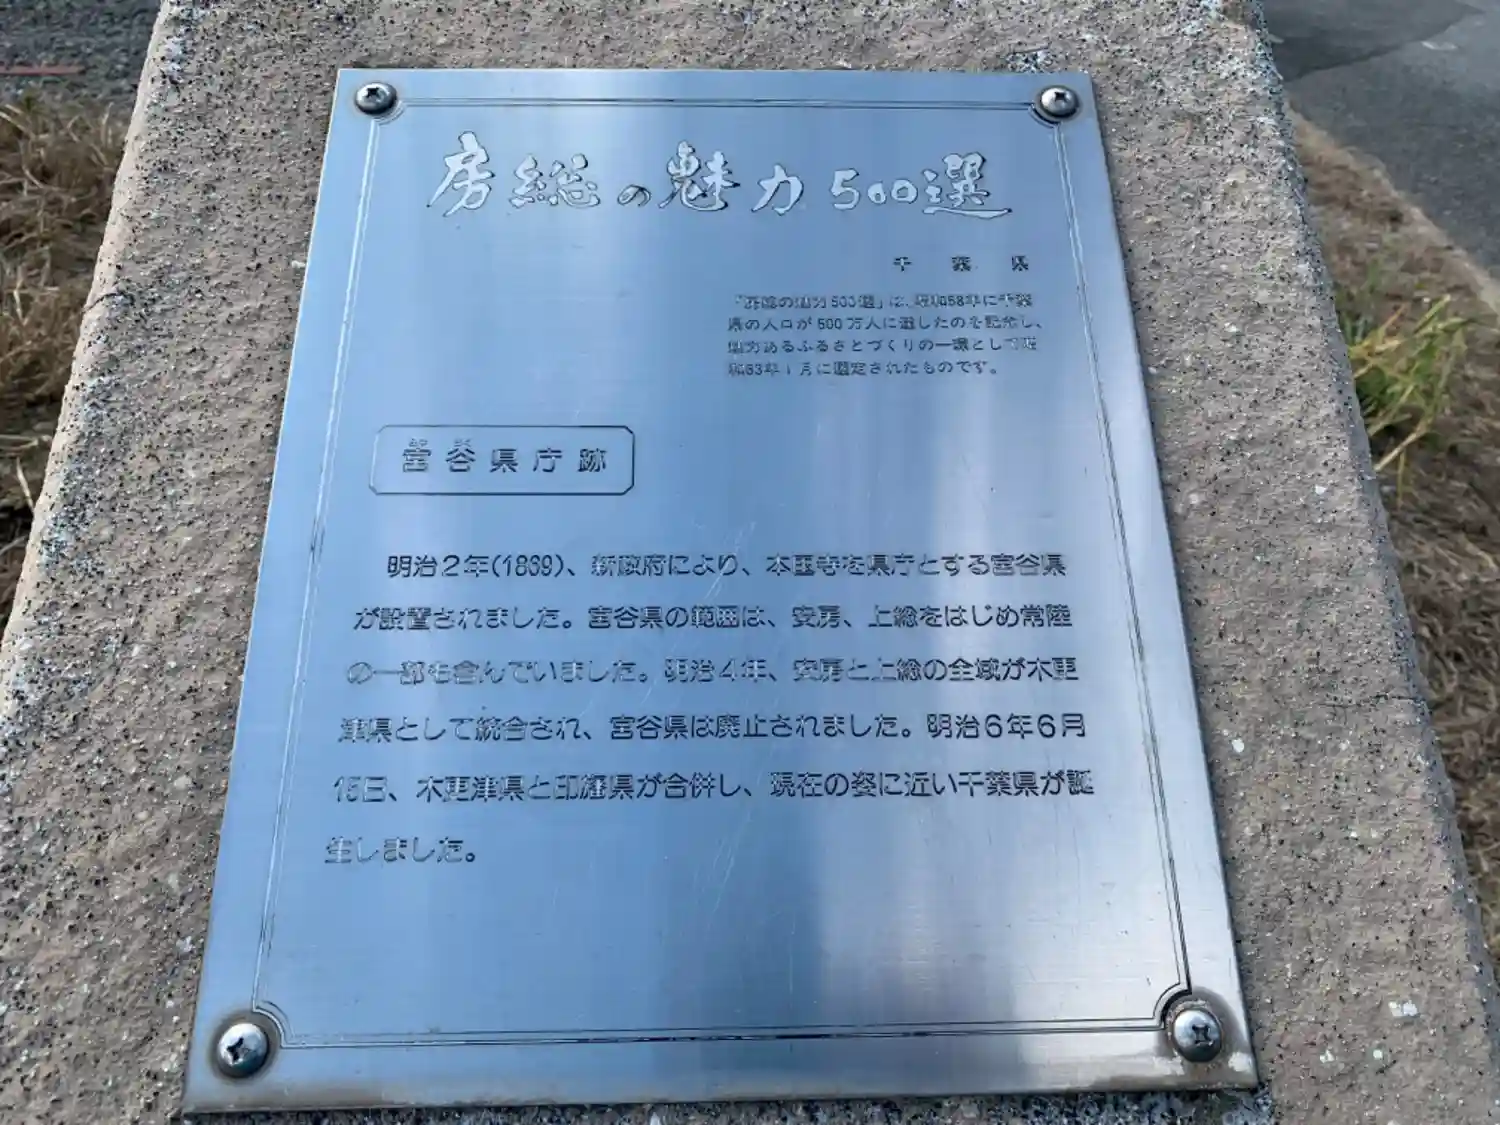 房総の魅力500選
千葉県
「房総の魅力500選」は、昭和58年に千葉
県の人口が500万人に達したのを記念し、
魅力あるふるさとづくりの一環として昭
和63年1月に選定されたものです。
宮谷県庁跡
明治2年(1869)、新政府により、本国寺を県庁とする宮谷県
が設置されました。宮谷県の範囲は、安房、上総をはじめ常陸
の一部も含んでいました。明治4年、安房と上総の全域が木更
津県として統合され、宮谷県は廃止されました。明治6年6月
15日、木更津県と印旛県が合併し、現在の姿に近い千葉県が誕
生しました。